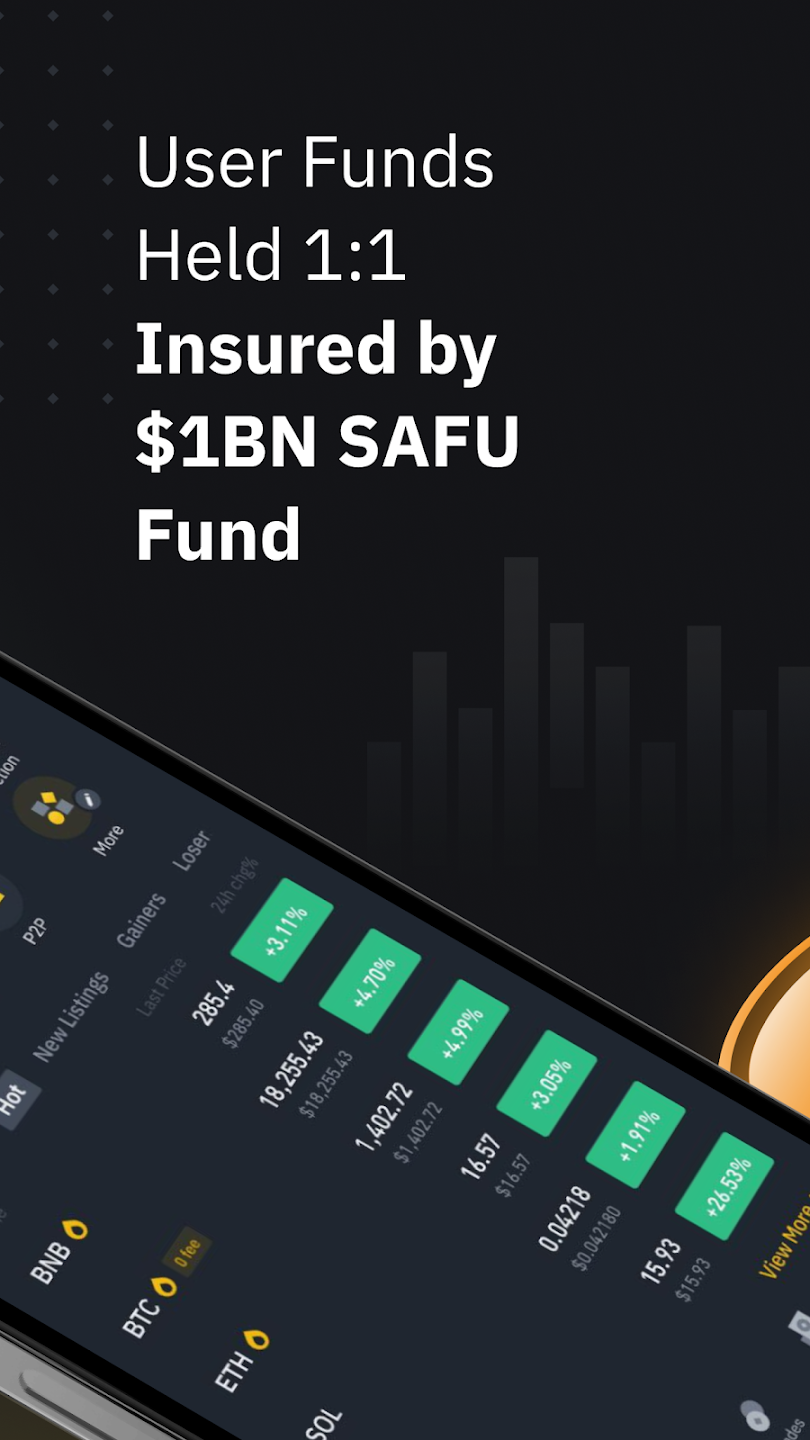 User Funds
Held 1:1
Insured by
$1BN SAFU
Fund
More
P2P
Hot
New Listings
Gainers
Loser
Last Price
24h chg%
BNB
285.4
$285.40
+3.11%
BTC
0 fee
18,255.43
$18,255.43
+4.70%
ETH
1,402.72
$1,402.72
+4.99%
SOL
16.57
$16.57
+3.05%
0.04218
$0.042180
+1.91%
15.93
$15.93
+26.53%
View More